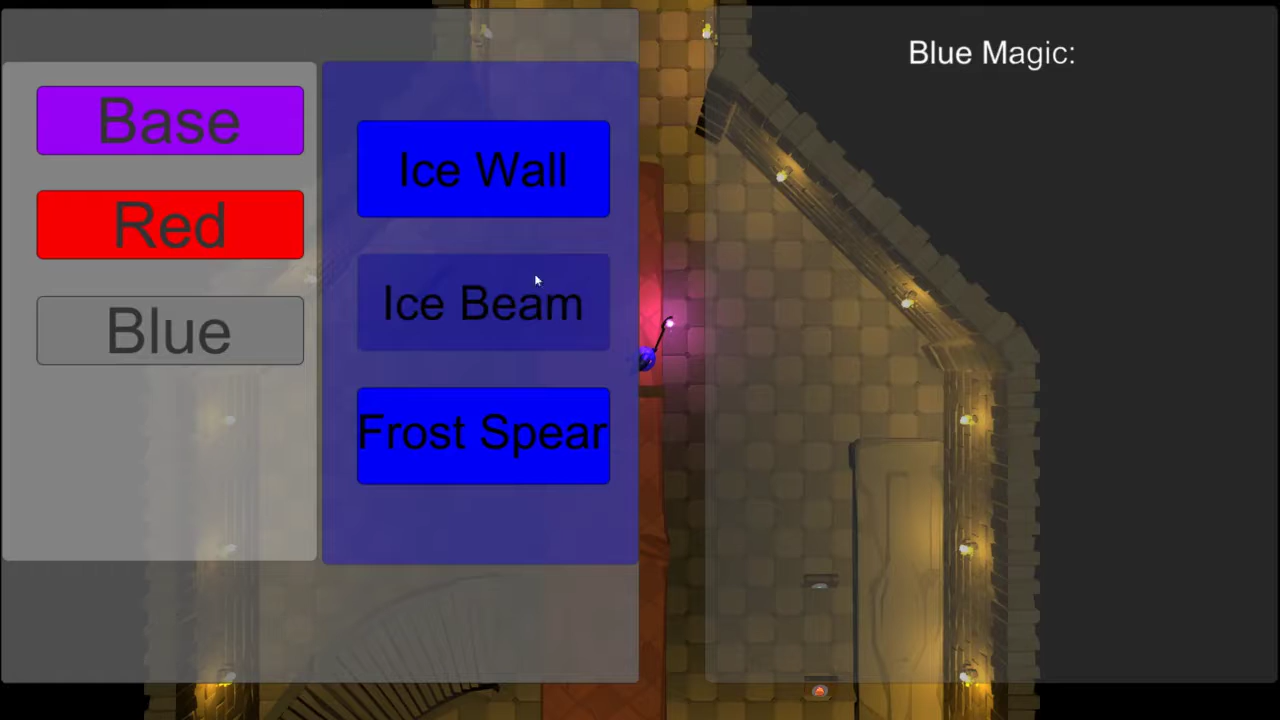 Base
Red
Blue
Ice Wall
Ice Beam
Frost Spear
Blue Magic: